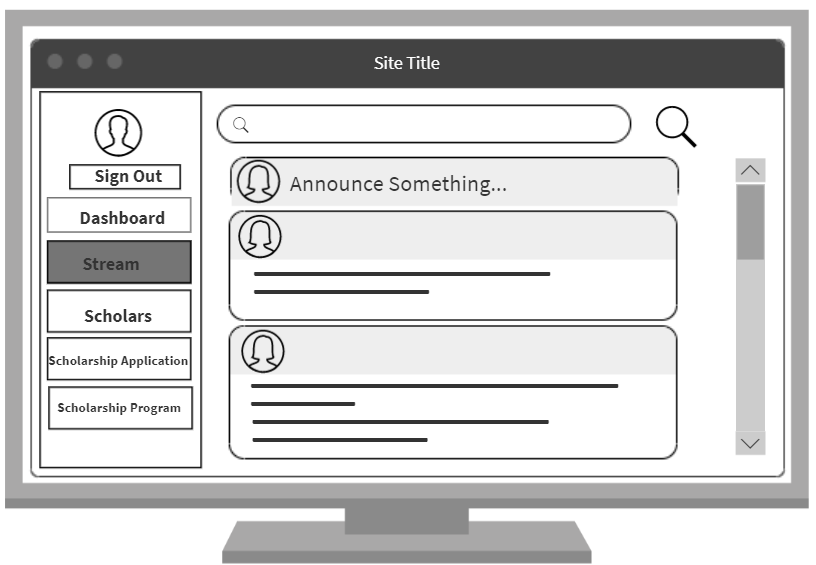 Site Title
Sign Out
Dashboard
Stream
Scholars
Scholarship Application
Scholarship Program
Announce Something...